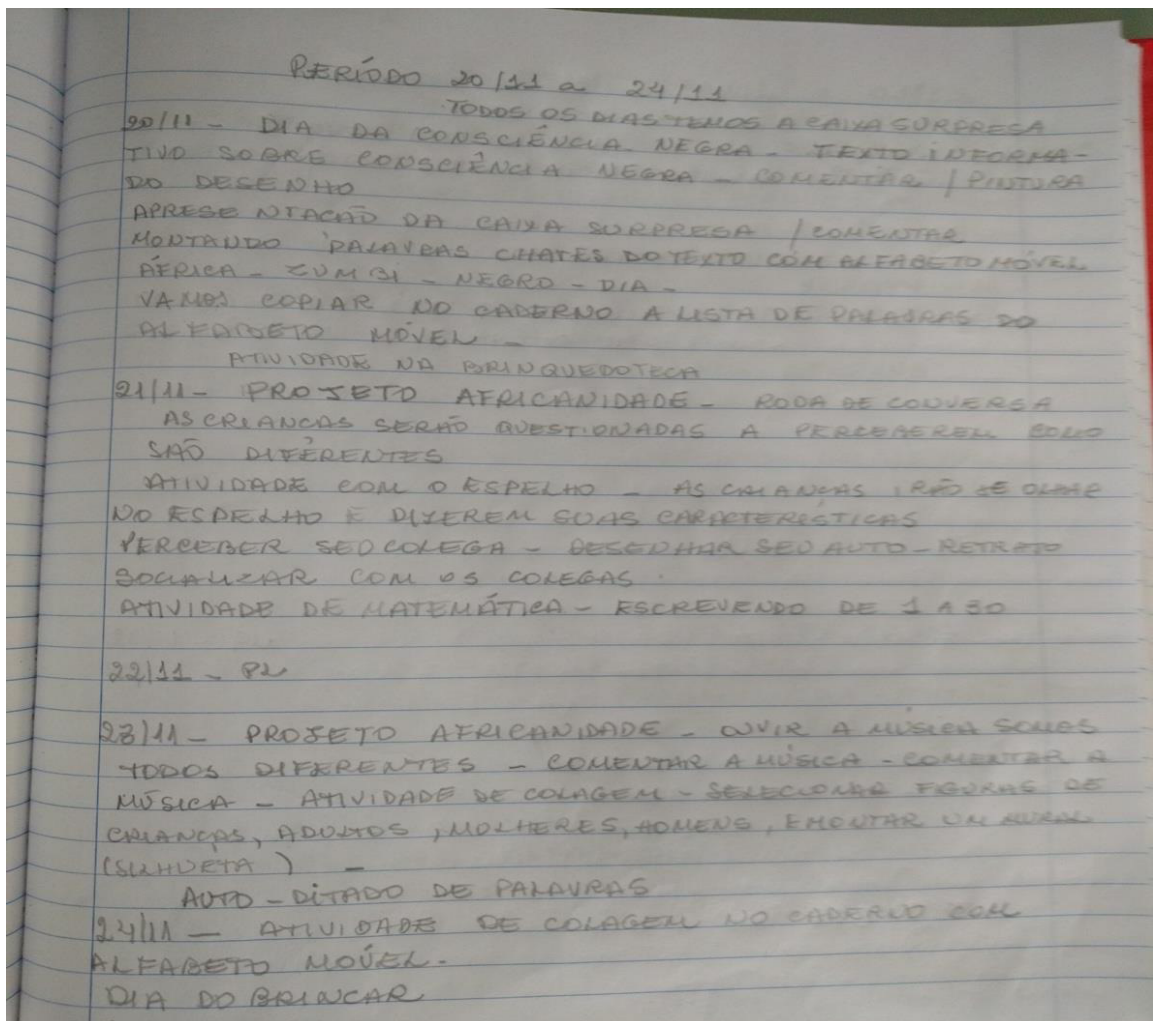 PERÍODO 20/11 a 24/11
TODOS OS DIAS TEMOS A CAIXA SURPRESA
20/11 - DIA DA CONSCIÊNCIA NEGRA - TEXTO INFORMA-
TIVO SOBRE CONSCIÊNCIA NEGRA - COMENTAR / PINTURA
DO DESENHO
APRESENTAÇÃO DA CAIXA SURPRESA / COMENTAR
MONTANDO PALAVRAS CHAVES DO TEXTO COM ALFABETO MÓVEL
ÁFRICA - ZUMBI - NEGRO - DIA -
VAMOS COPIAR NO CADERNO A LISTA DE PALAVRAS DO
ALFABETO MÓVEL -
ATIVIDADE NA BRINQUEDOTECA
21/11 - PROJETO AFRICANIDADE - RODA DE CONVERSA
AS CRIANÇAS SERÃO QUESTIONADAS A PERCEBEREM COMO
SÃO DIFERENTES
ATIVIDADE COM O ESPELHO - AS CRIANÇAS IRÃO SE OLHAR
NO ESPELHO E DIZEREM SUAS CARACTERÍSTICAS
PERCEBER SEU COLEGA - DESENHAR SEU AUTO-RETRATO
SOCIALIZAR COM OS COLEGAS.
ATIVIDADE DE MATEMÁTICA - ESCREVENDO DE 1 A 30
22/11 - PL
23/11 - PROJETO AFRICANIDADE - OUVIR A MÚSICA SOMOS
TODOS DIFERENTES - COMENTAR A MÚSICA - COMENTAR A
MÚSICA - ATIVIDADE DE COLAGEM - SELECIONAR FIGURAS DE
CRIANÇAS, ADULTOS, MULHERES, HOMENS, E MONTAR UM MURAL
(SILHUETA) -
AUTO-DITADO DE PALAVRAS
24/11 - ATIVIDADE DE COLAGEM NO CADERNO COM
ALFABETO MÓVEL.
DIA DO BRINCAR